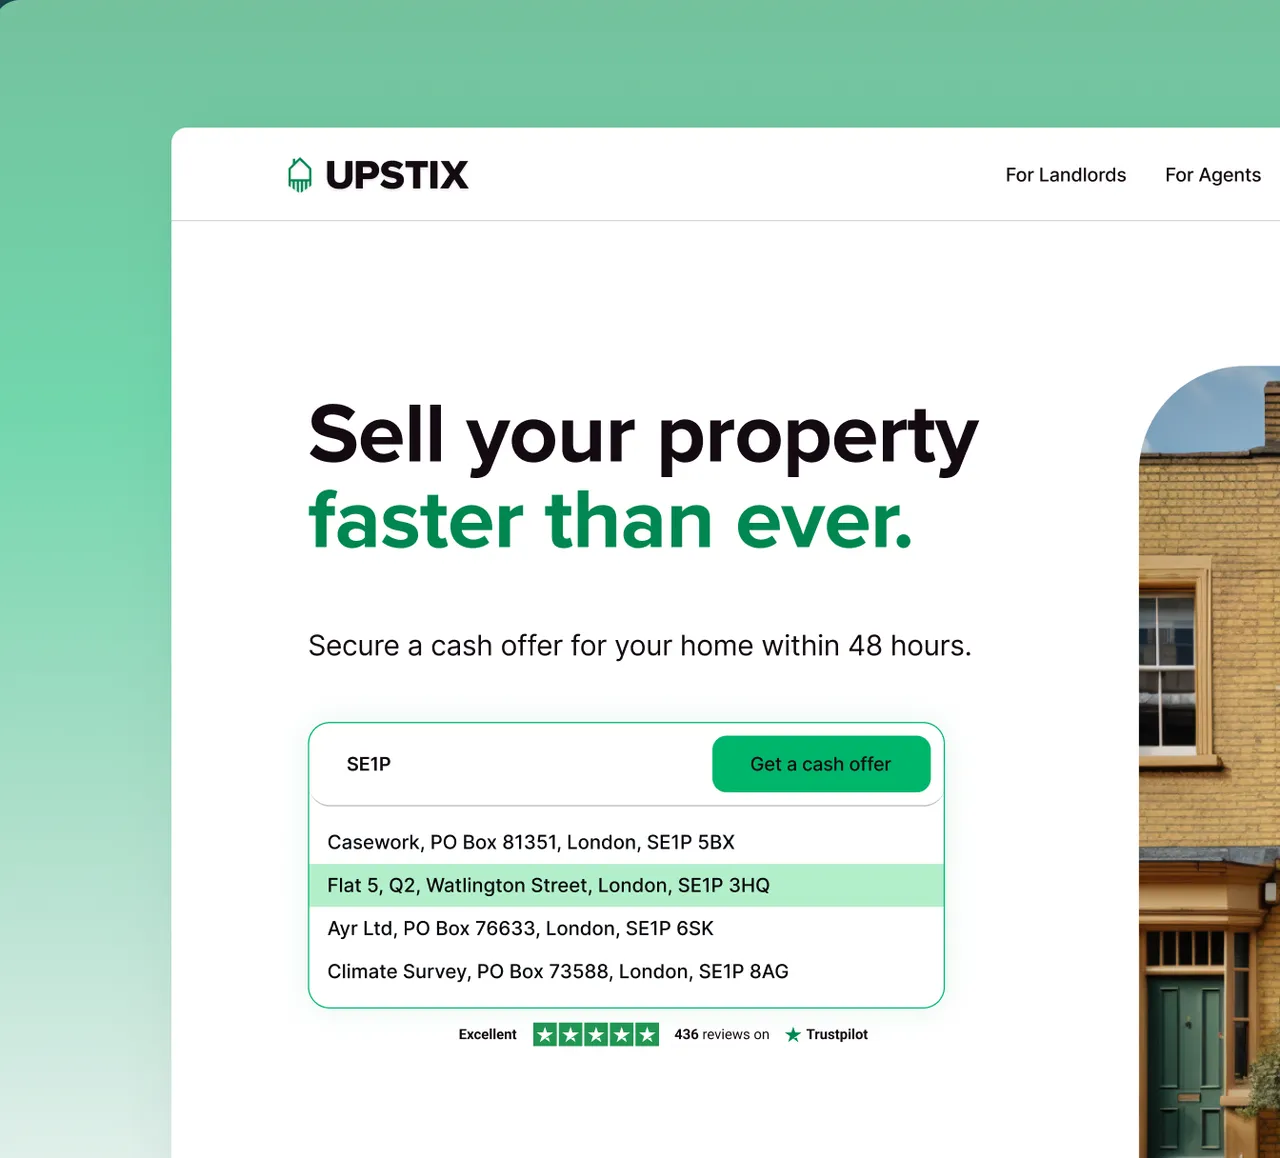 UPSTIX
For Landlords For Agents
Sell your property
faster than ever.
Secure a cash offer for your home within 48 hours.
SE1P Get a cash offer
Casework, PO Box 81351, London, SE1P 5BX
Flat 5, Q2, Watlington Street, London, SE1P 3HQ
Ayr Ltd, PO Box 76633, London, SE1P 6SK
Climate Survey, PO Box 73588, London, SE1P 8AG
Excellent 436 reviews on Trustpilot